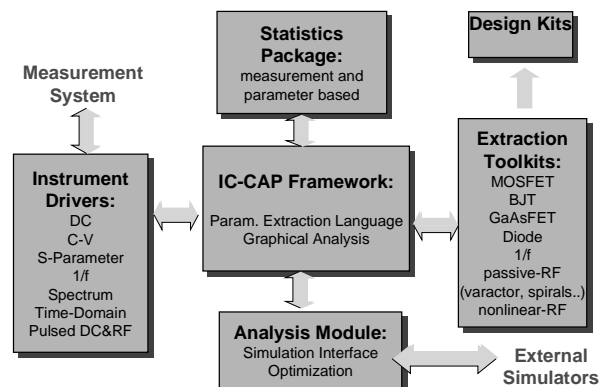 Statistics
Package:
measurement and
parameter based
Design Kits
Measurement
System
Instrument
Drivers:
DC
C-V
S-Parameter
1/f
Spectrum
Time-Domain
Pulsed DC&RF
IC-CAP Framework:
Param. Extraction Language
Graphical Analysis
Extraction
Toolkits:
MOSFET
BJT
GaAsFET
Diode
1/f
passive-RF
(varactor, spirals..)
nonlinear-RF
Analysis Module:
Simulation Interface
Optimization
External
Simulators